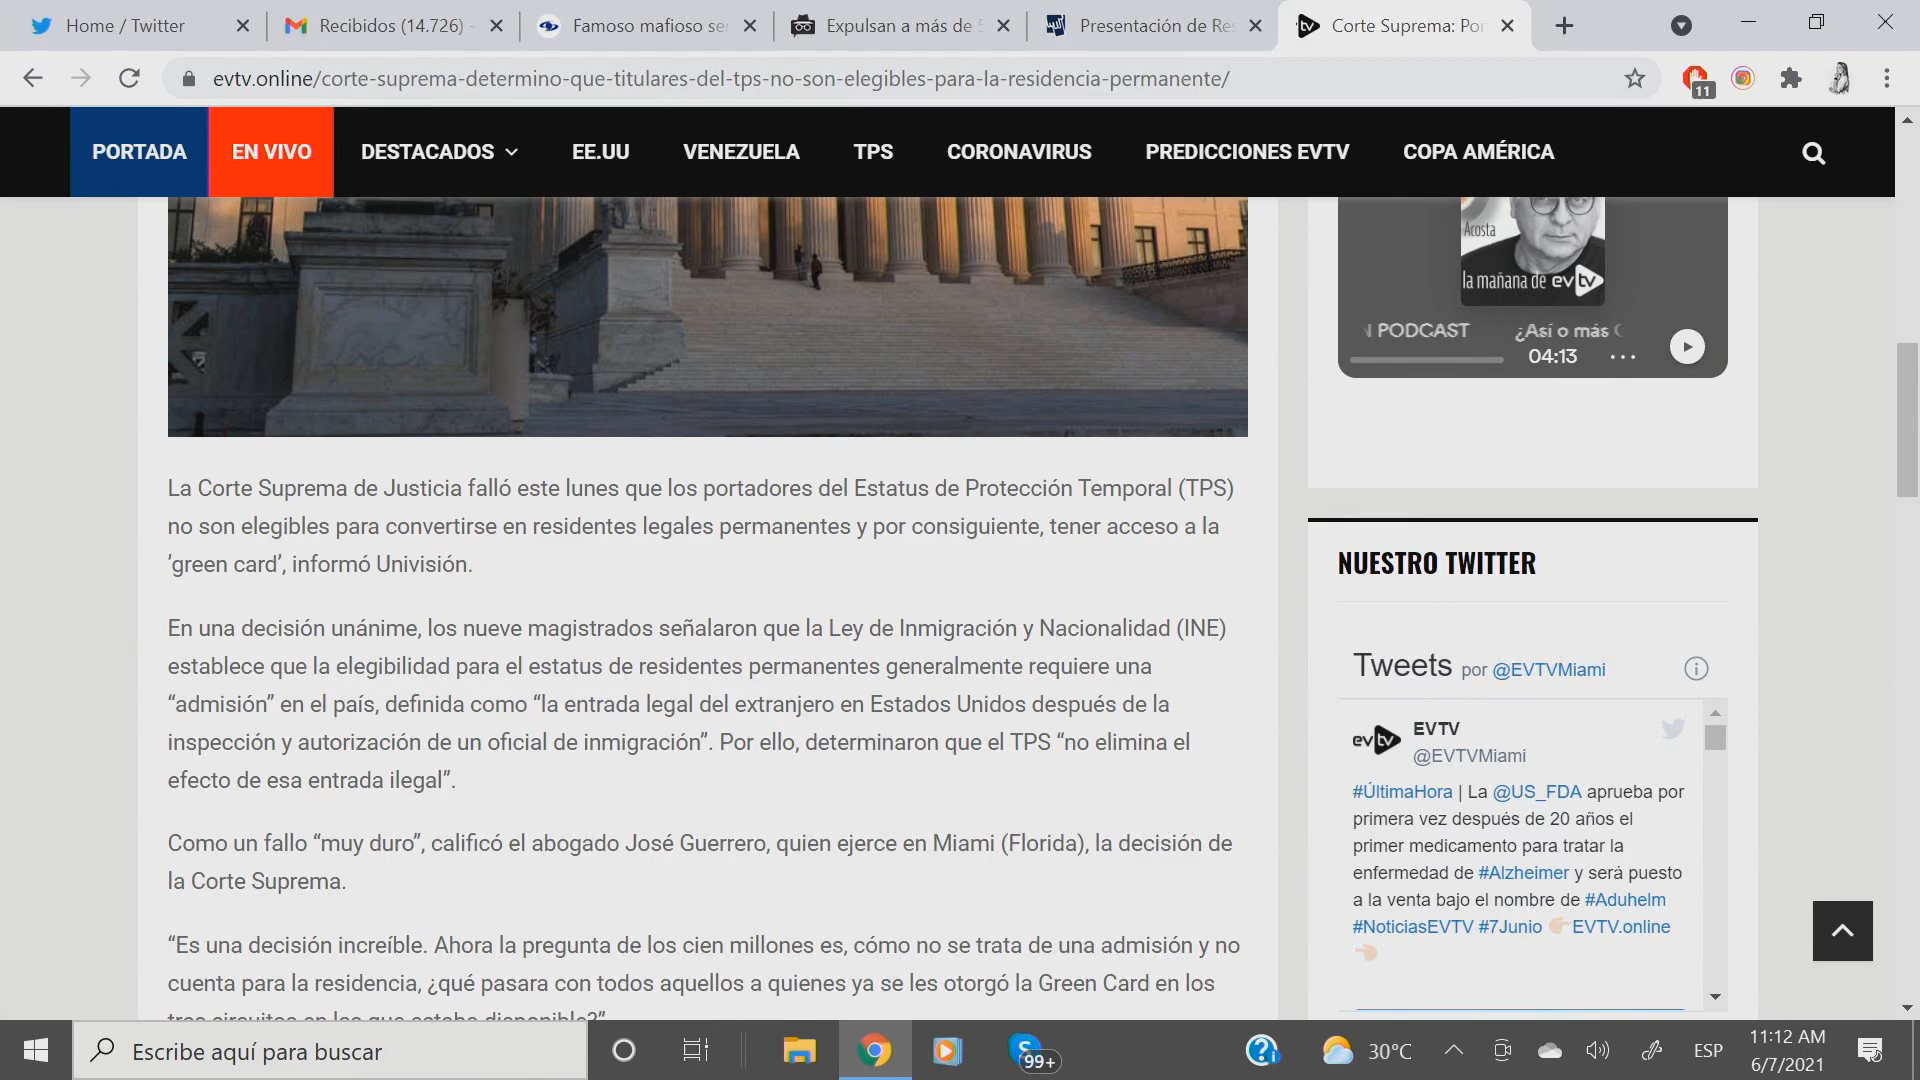 Home / Twitter
Recibidos (14.726) -
Famoso mafioso se
Expulsan a más de 5
Presentación de Re
Corte Suprema: Por
evtv.online/corte-suprema-determino-que-titulares-del-tps-no-son-elegibles-para-la-residencia-permanente/
11
PORTADA EN VIVO DESTACADOS EE.UU VENEZUELA TPS CORONAVIRUS PREDICCIONES EVTV COPA AMÉRICA
La Corte Suprema de Justicia falló este lunes que los portadores del Estatus de Protección Temporal (TPS)
no son elegibles para convertirse en residentes legales permanentes y por consiguiente, tener acceso a la
'green card', informó Univisión.
En una decisión unánime, los nueve magistrados señalaron que la Ley de Inmigración y Nacionalidad (INE)
establece que la elegibilidad para el estatus de residentes permanentes generalmente requiere una
“admisión” en el país, definida como “la entrada legal del extranjero en Estados Unidos después de la
inspección y autorización de un oficial de inmigración”. Por ello, determinaron que el TPS “no elimina el
efecto de esa entrada ilegal”.
Como un fallo “muy duro”, calificó el abogado José Guerrero, quien ejerce en Miami (Florida), la decisión de
la Corte Suprema.
“Es una decisión increíble. Ahora la pregunta de los cien millones es, cómo no se trata de una admisión y no
cuenta para la residencia, ¿qué pasara con todos aquellos a quienes ya se les otorgó la Green Card en los
tres circuitos en los que estaba disponible?”
Acosta
la mañana de evtv
N PODCAST ¿Así o más
04:13
NUESTRO TWITTER
Tweets por @EVTVMiami
evtv
EVTV
@EVTVMiami
#ÚltimaHora | La @US_FDA aprueba por
primera vez después de 20 años el
primer medicamento para tratar la
enfermedad de #Alzheimer y será puesto
a la venta bajo el nombre de #Aduhelm
#NoticiasEVTV #7Junio 👉 EVTV.online
👈
Escribe aquí para buscar
99+
30°C
ESP
11:12 AM
6/7/2021